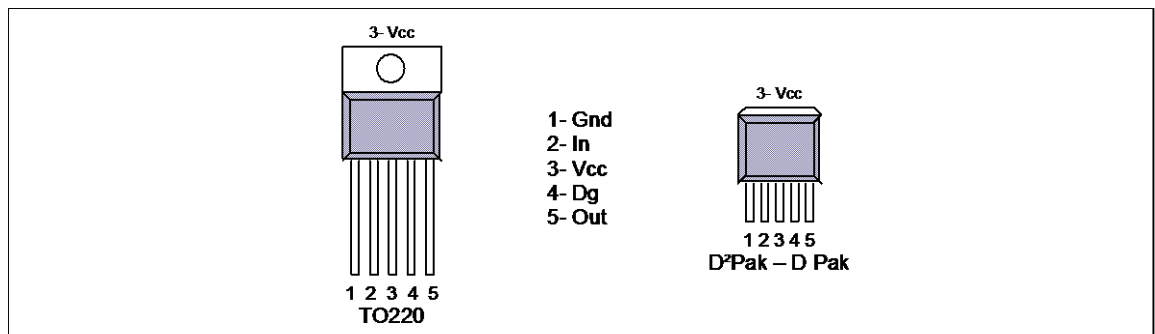 3- Vcc
1 2 3 4 5
TO220
1- Gnd
2- In
3- Vcc
4- Dg
5- Out
3- Vcc
1 2 3 4 5
D²Pak – D Pak